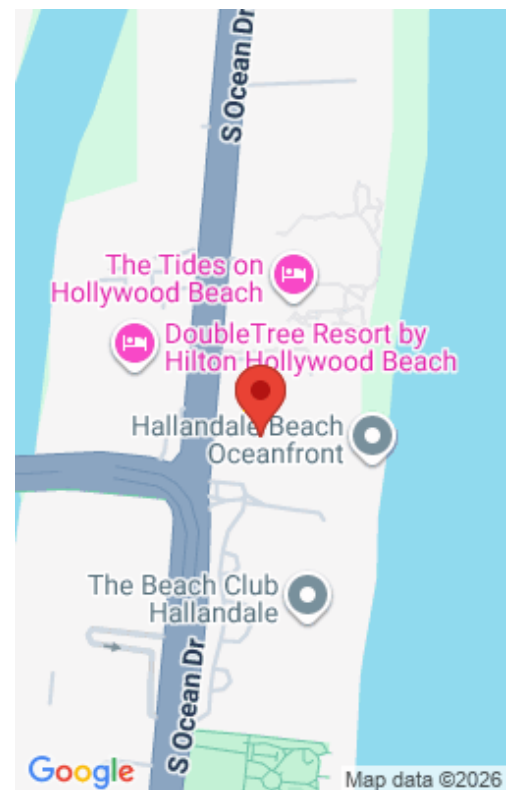 S Ocean Dr
The Tides on
Hollywood Beach
DoubleTree Resort by
Hilton Hollywood Beach
Hallandale Beach
Oceanfront
The Beach Club
Hallandale
S Ocean Dr
Google
Map data ©2026